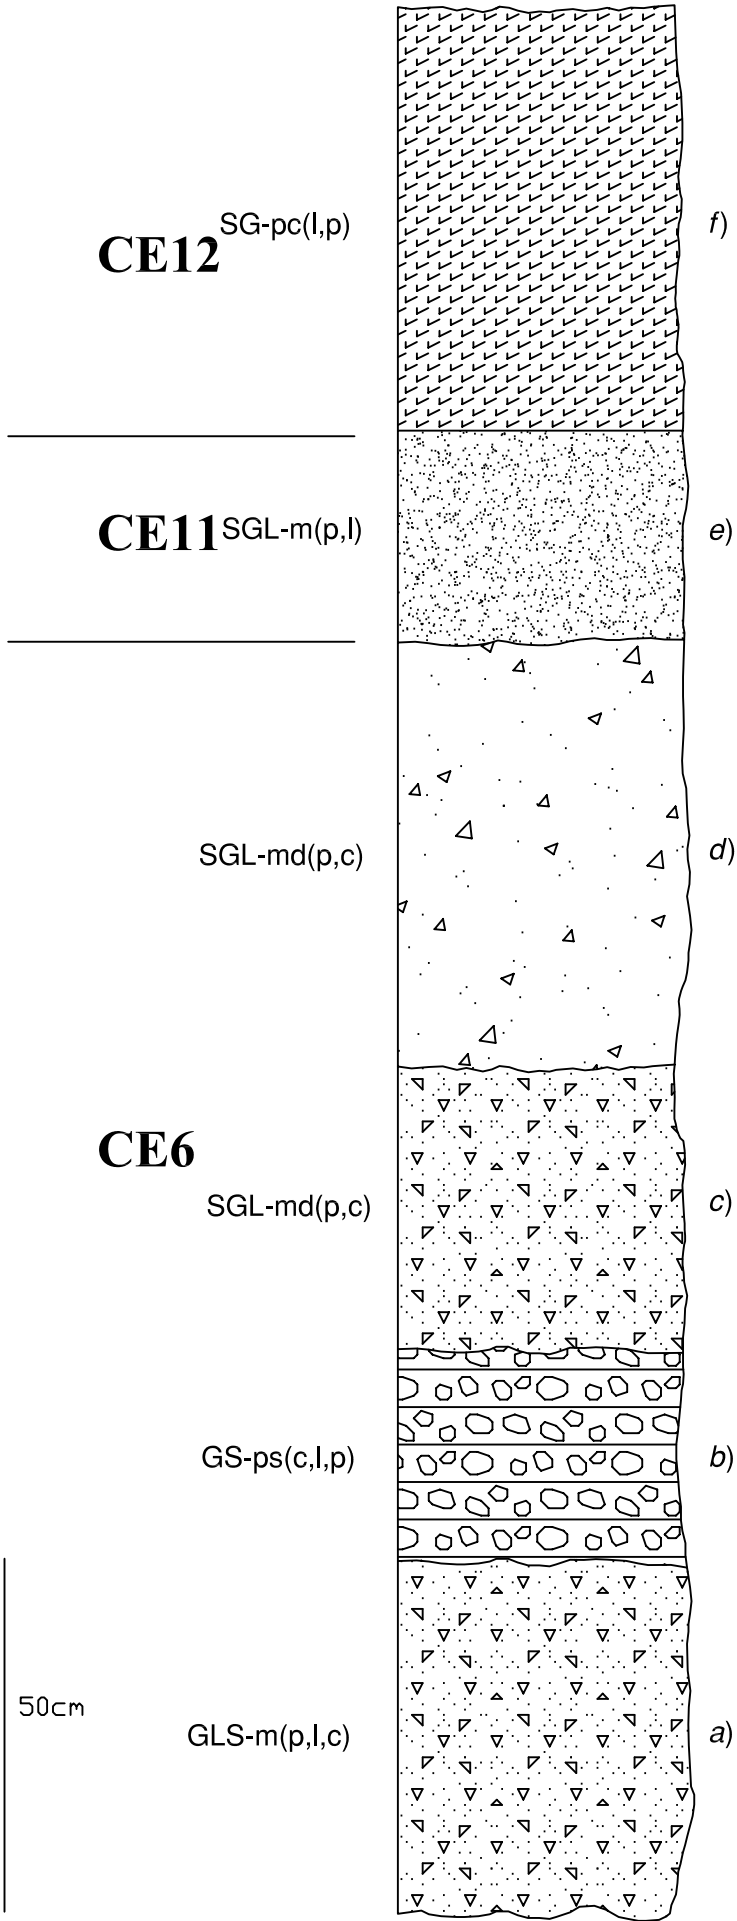 SG-pc(l,p)
CE12
f)
CE11
SGL-m(p,l)
e)
SGL-md(p,c)
d)
CE6
SGL-md(p,c)
c)
GS-ps(c,l,p)
b)
50cm
GLS-m(p,l,c)
a)